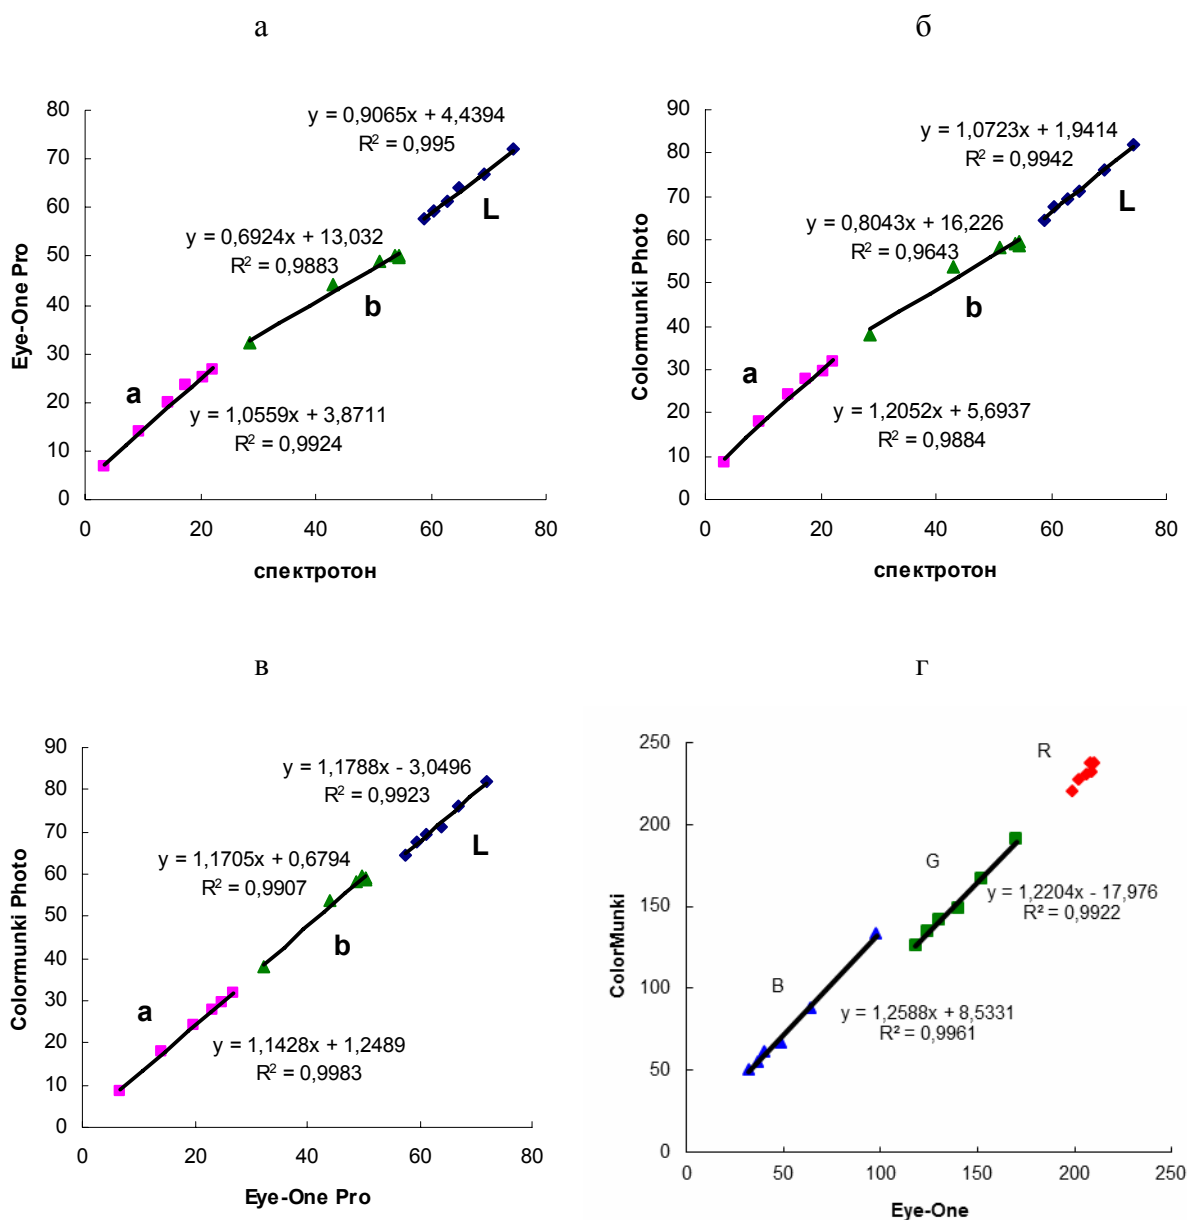 а
б
80
70
60
50
40
30
20
10
0
Eye-One Pro
y = 0,9065x + 4,4394
R² = 0,995
L
y = 0,6924x + 13,032
R² = 0,9883
b
a
y = 1,0559x + 3,8711
R² = 0,9924
0 20 40 60 80
спектротон
90
80
70
60
50
40
30
20
10
0
Colormunki Photo
y = 1,0723x + 1,9414
R² = 0,9942
L
y = 0,8043x + 16,226
R² = 0,9643
b
a
y = 1,2052x + 5,6937
R² = 0,9884
0 20 40 60 80
спектротон
в
г
90
80
70
60
50
40
30
20
10
0
Colormunki Photo
y = 1,1788x - 3,0496
R² = 0,9923
L
y = 1,1705x + 0,6794
R² = 0,9907
b
a
y = 1,1428x + 1,2489
R² = 0,9983
0 20 40 60 80
Eye-One Pro
250
200
150
100
50
0
ColorMunki
R
G
y = 1,2204x - 17,976
R² = 0,9922
B
y = 1,2588x + 8,5331
R² = 0,9961
0 50 100 150 200 250
Eye-One